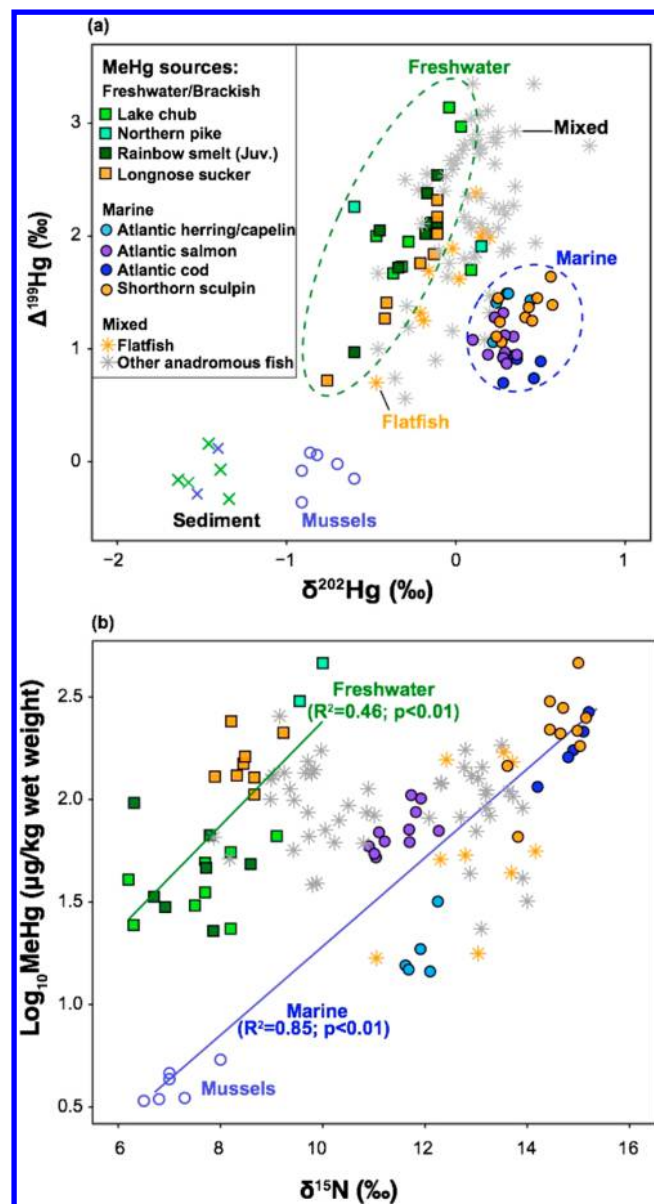 (a)
MeHg sources:
Freshwater/Brackish
Lake chub
Northern pike
Rainbow smelt (Juv.)
Longnose sucker
Marine
Atlantic herring/capelin
Atlantic salmon
Atlantic cod
Shorthorn sculpin
Mixed
Flatfish
Other anadromous fish
Freshwater
Mixed
Marine
Flatfish
Sediment
Mussels
3
2
1
0
Δ¹⁹⁹Hg (‰)
−2
−1
0
1
δ²⁰²Hg (‰)
(b)
Freshwater
(R²=0.46; p<0.01)
Marine
(R²=0.85; p<0.01)
Mussels
2.5
2.0
1.5
1.0
0.5
Log₁₀MeHg (µg/kg wet weight)
6
8
10
12
14
16
δ¹⁵N (‰)